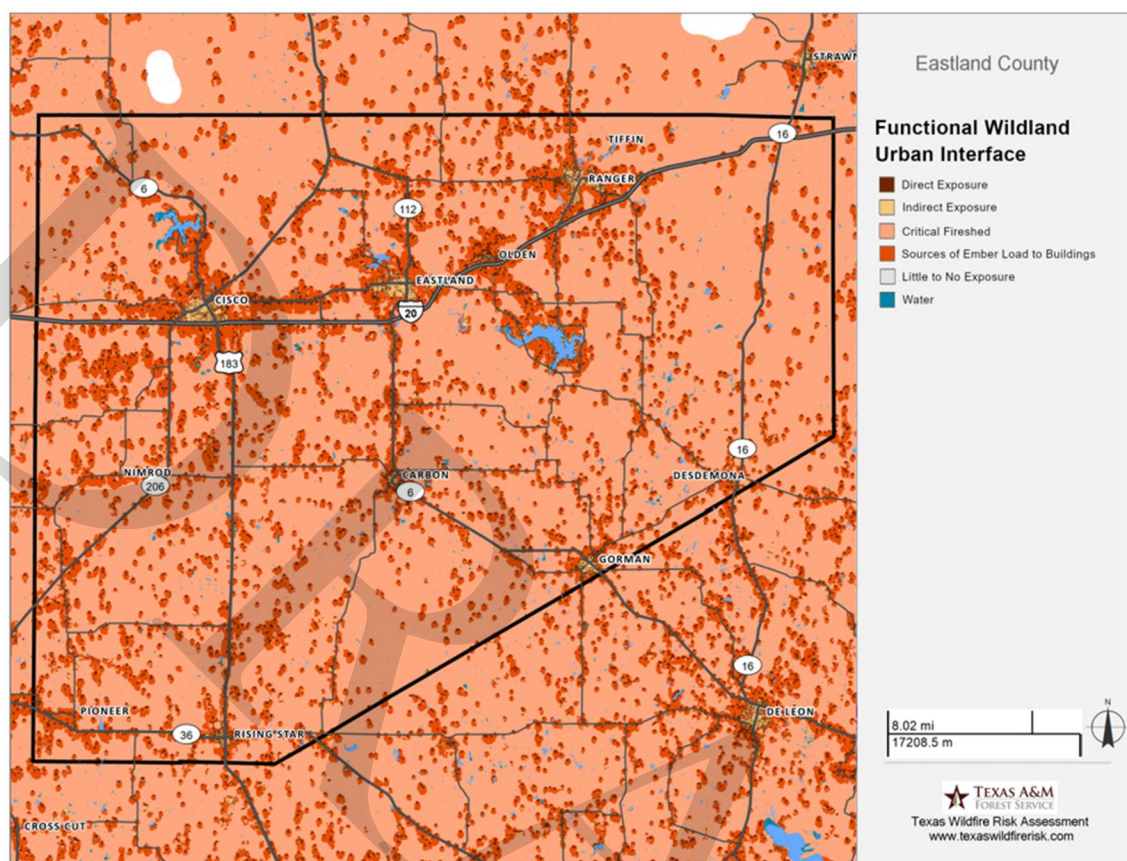 STRAWN
16
TIFFIN
RANGER
6
112
OLDEN
EASTLAND
CISCO
20
183
16
NIMROD
CARBON
DESDEMONA
206
6
GORMAN
16
PIONEER
DE LEON
36
RISING STAR
CROSS CUT
Eastland County
Functional Wildland
Urban Interface
Direct Exposure
Indirect Exposure
Critical Fireshed
Sources of Ember Load to Buildings
Little to No Exposure
Water
N
8.02 mi
17208.5 m
TEXAS A&M
FOREST SERVICE
Texas Wildfire Risk Assessment
www.texaswildfirerisk.com